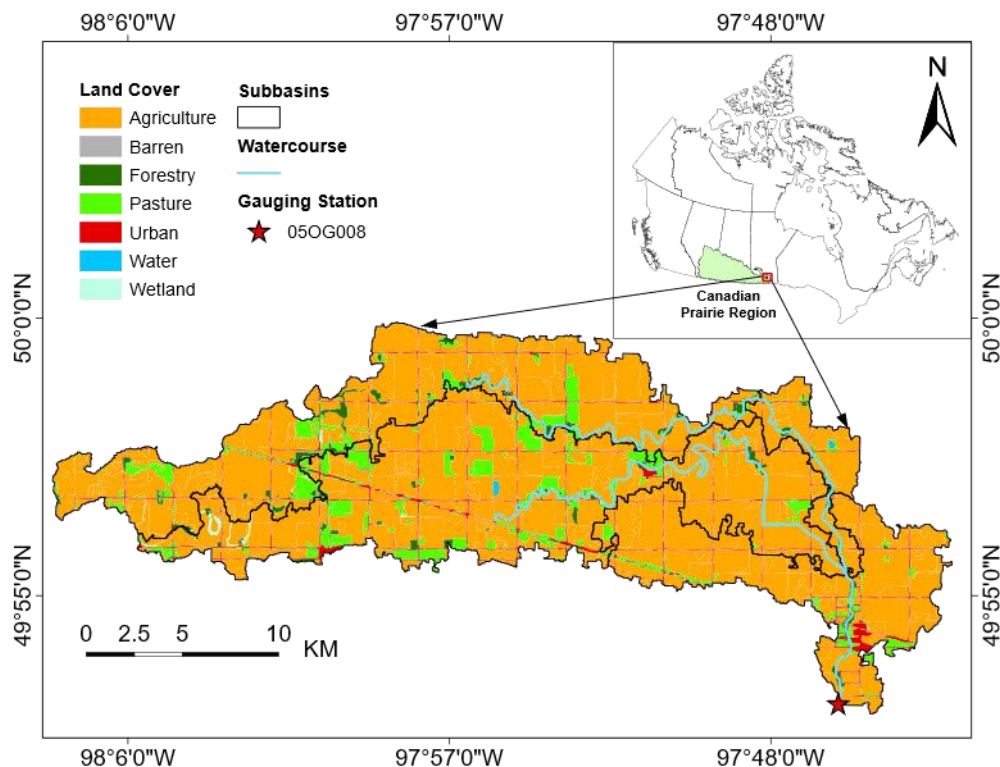 98°6'0"W 97°57'0"W 97°48'0"W
N
Land Cover
Agriculture
Barren
Forestry
Pasture
Urban
Water
Wetland
Subbasins
Watercourse
Gauging Station
05OG008
Canadian
Prairie Region
50°0'0"N 50°0'0"N
49°55'0"N 49°55'0"N
0 2.5 5 10
KM
98°6'0"W 97°57'0"W 97°48'0"W